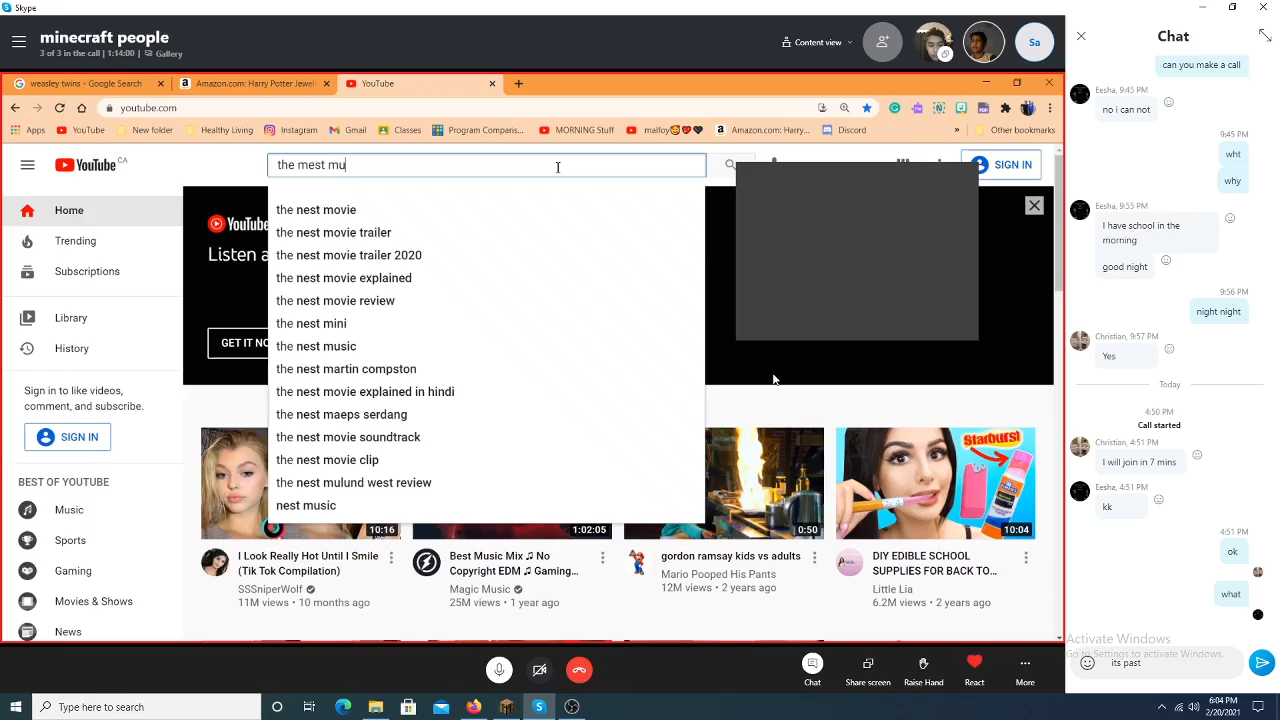 Skype
minecraft people
3 of 3 in the call | 1:14:00 | Gallery
Content view
Sa
weasley twins - Google Search
Amazon.com: Harry Potter Jewel
YouTube
youtube.com
Apps
YouTube
New folder
Healthy Living
Instagram
Gmail
Classes
Program Comparis...
MORNING Stuff
malfoy
Amazon.com: Harry...
Discord
»
Other bookmarks
YouTube CA
the mest mu
SIGN IN
Home
Trending
Subscriptions
Library
History
Sign in to like videos,
comment, and subscribe.
SIGN IN
BEST OF YOUTUBE
Music
Sports
Gaming
Movies & Shows
News
YouTube
Listen a
GET IT NO
the nest movie
the nest movie trailer
the nest movie trailer 2020
the nest movie explained
the nest movie review
the nest mini
the nest music
the nest martin compston
the nest movie explained in hindi
the nest maeps serdang
the nest movie soundtrack
the nest movie clip
the nest mulund west review
nest music
10:16
I Look Really Hot Until I Smile
(Tik Tok Compilation)
SSSniperWolf
11M views • 10 months ago
1:02:05
Best Music Mix ♫ No
Copyright EDM ♫ Gaming...
Magic Music
25M views • 1 year ago
0:50
gordon ramsay kids vs adults
Mario Pooped His Pants
12M views • 2 years ago
Starburst
10:04
DIY EDIBLE SCHOOL
SUPPLIES FOR BACK TO...
Little Lia
6.2M views • 2 years ago
Chat
Share screen
Raise Hand
React
More
Chat
can you make a call
Eesha, 9:45 PM
no i can not
9:45 PM
wht
why
Eesha, 9:55 PM
I have school in the
morning
good night
9:56 PM
night night
Christian, 9:57 PM
Yes
Today
4:50 PM
Call started
Christian, 4:51 PM
I will join in 7 mins
Eesha, 4:51 PM
kk
4:51 PM
ok
what
Activate Windows
Go to Settings to activate Windows.
its past
Type here to search
6:04 PM
2/20/2021